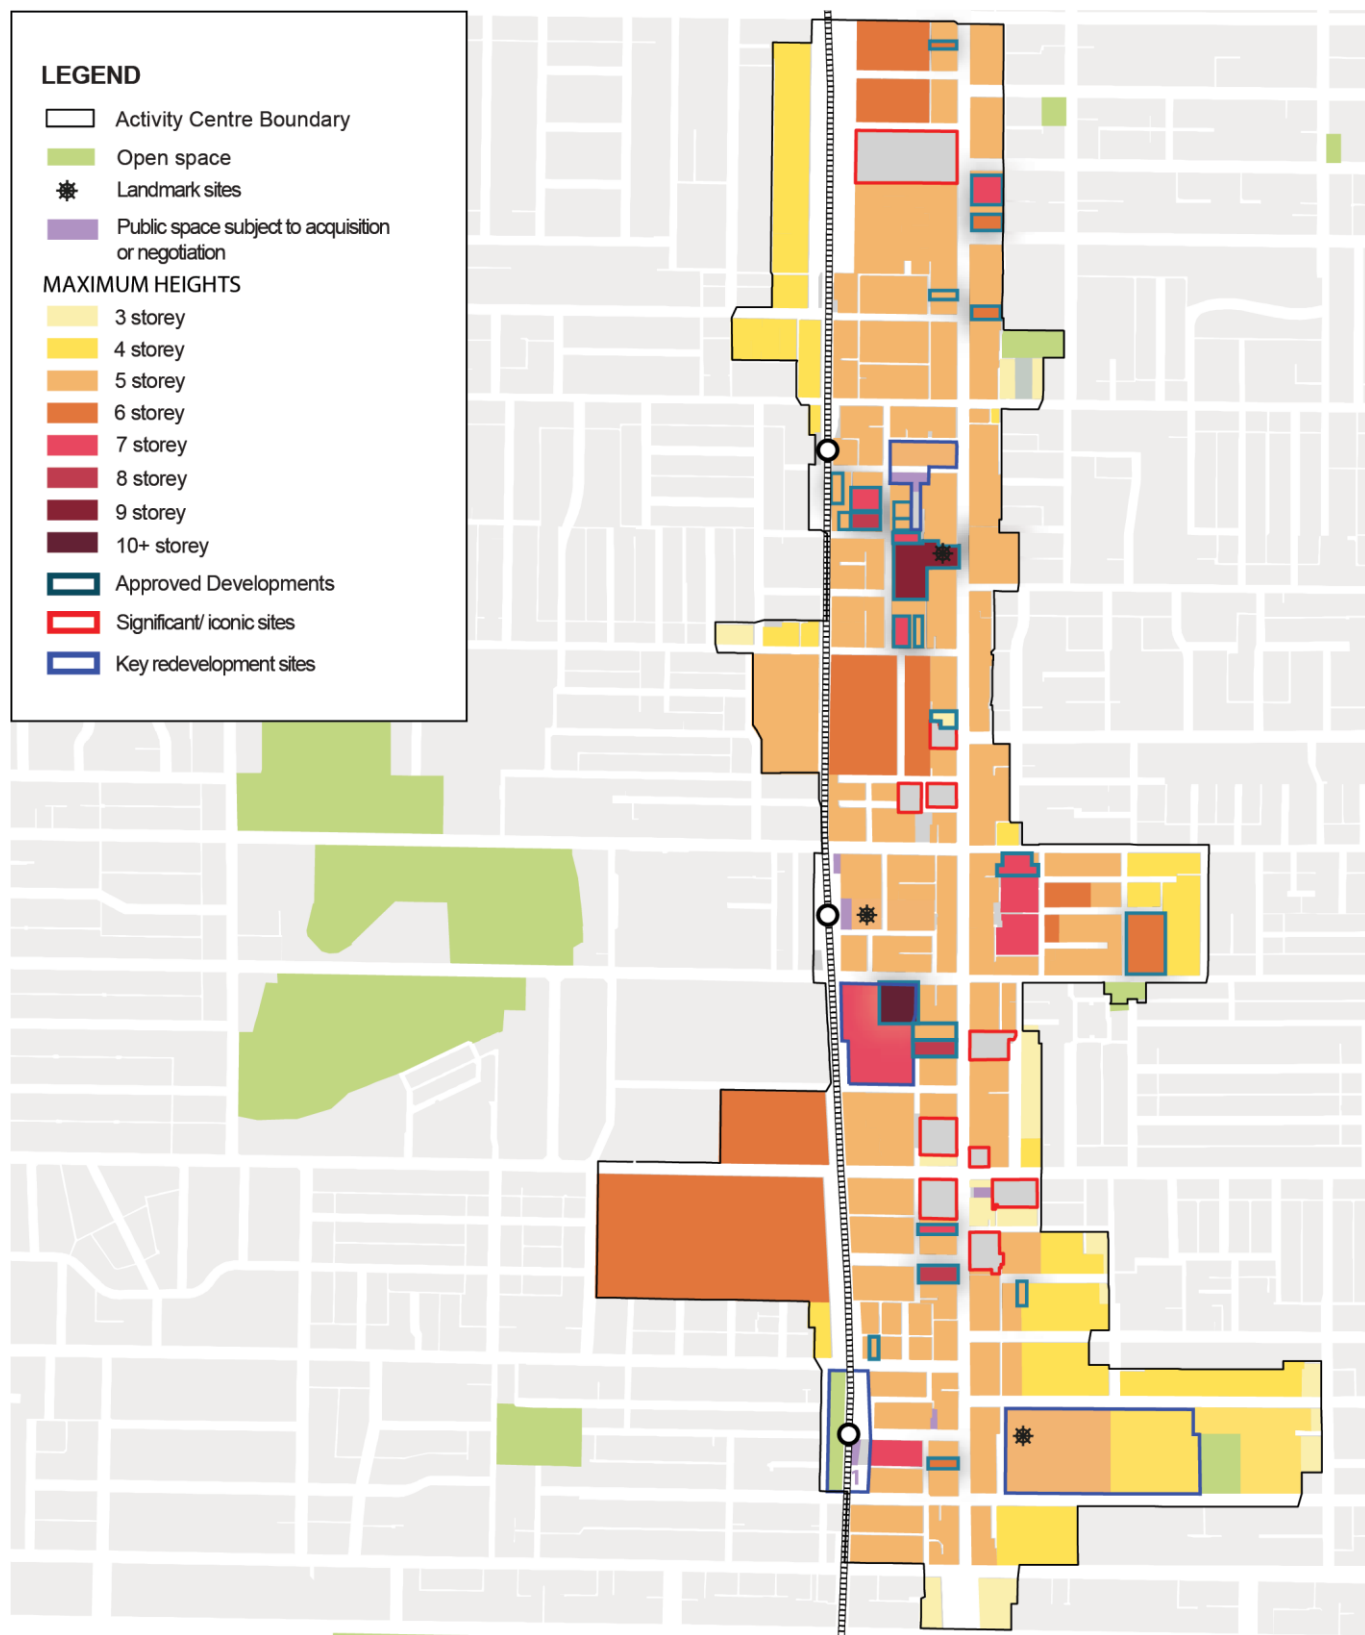 LEGEND
Activity Centre Boundary
Open space
Landmark sites
Public space subject to acquisition
or negotiation
MAXIMUM HEIGHTS
3 storey
4 storey
5 storey
6 storey
7 storey
8 storey
9 storey
10+ storey
Approved Developments
Significant/ iconic sites
Key redevelopment sites